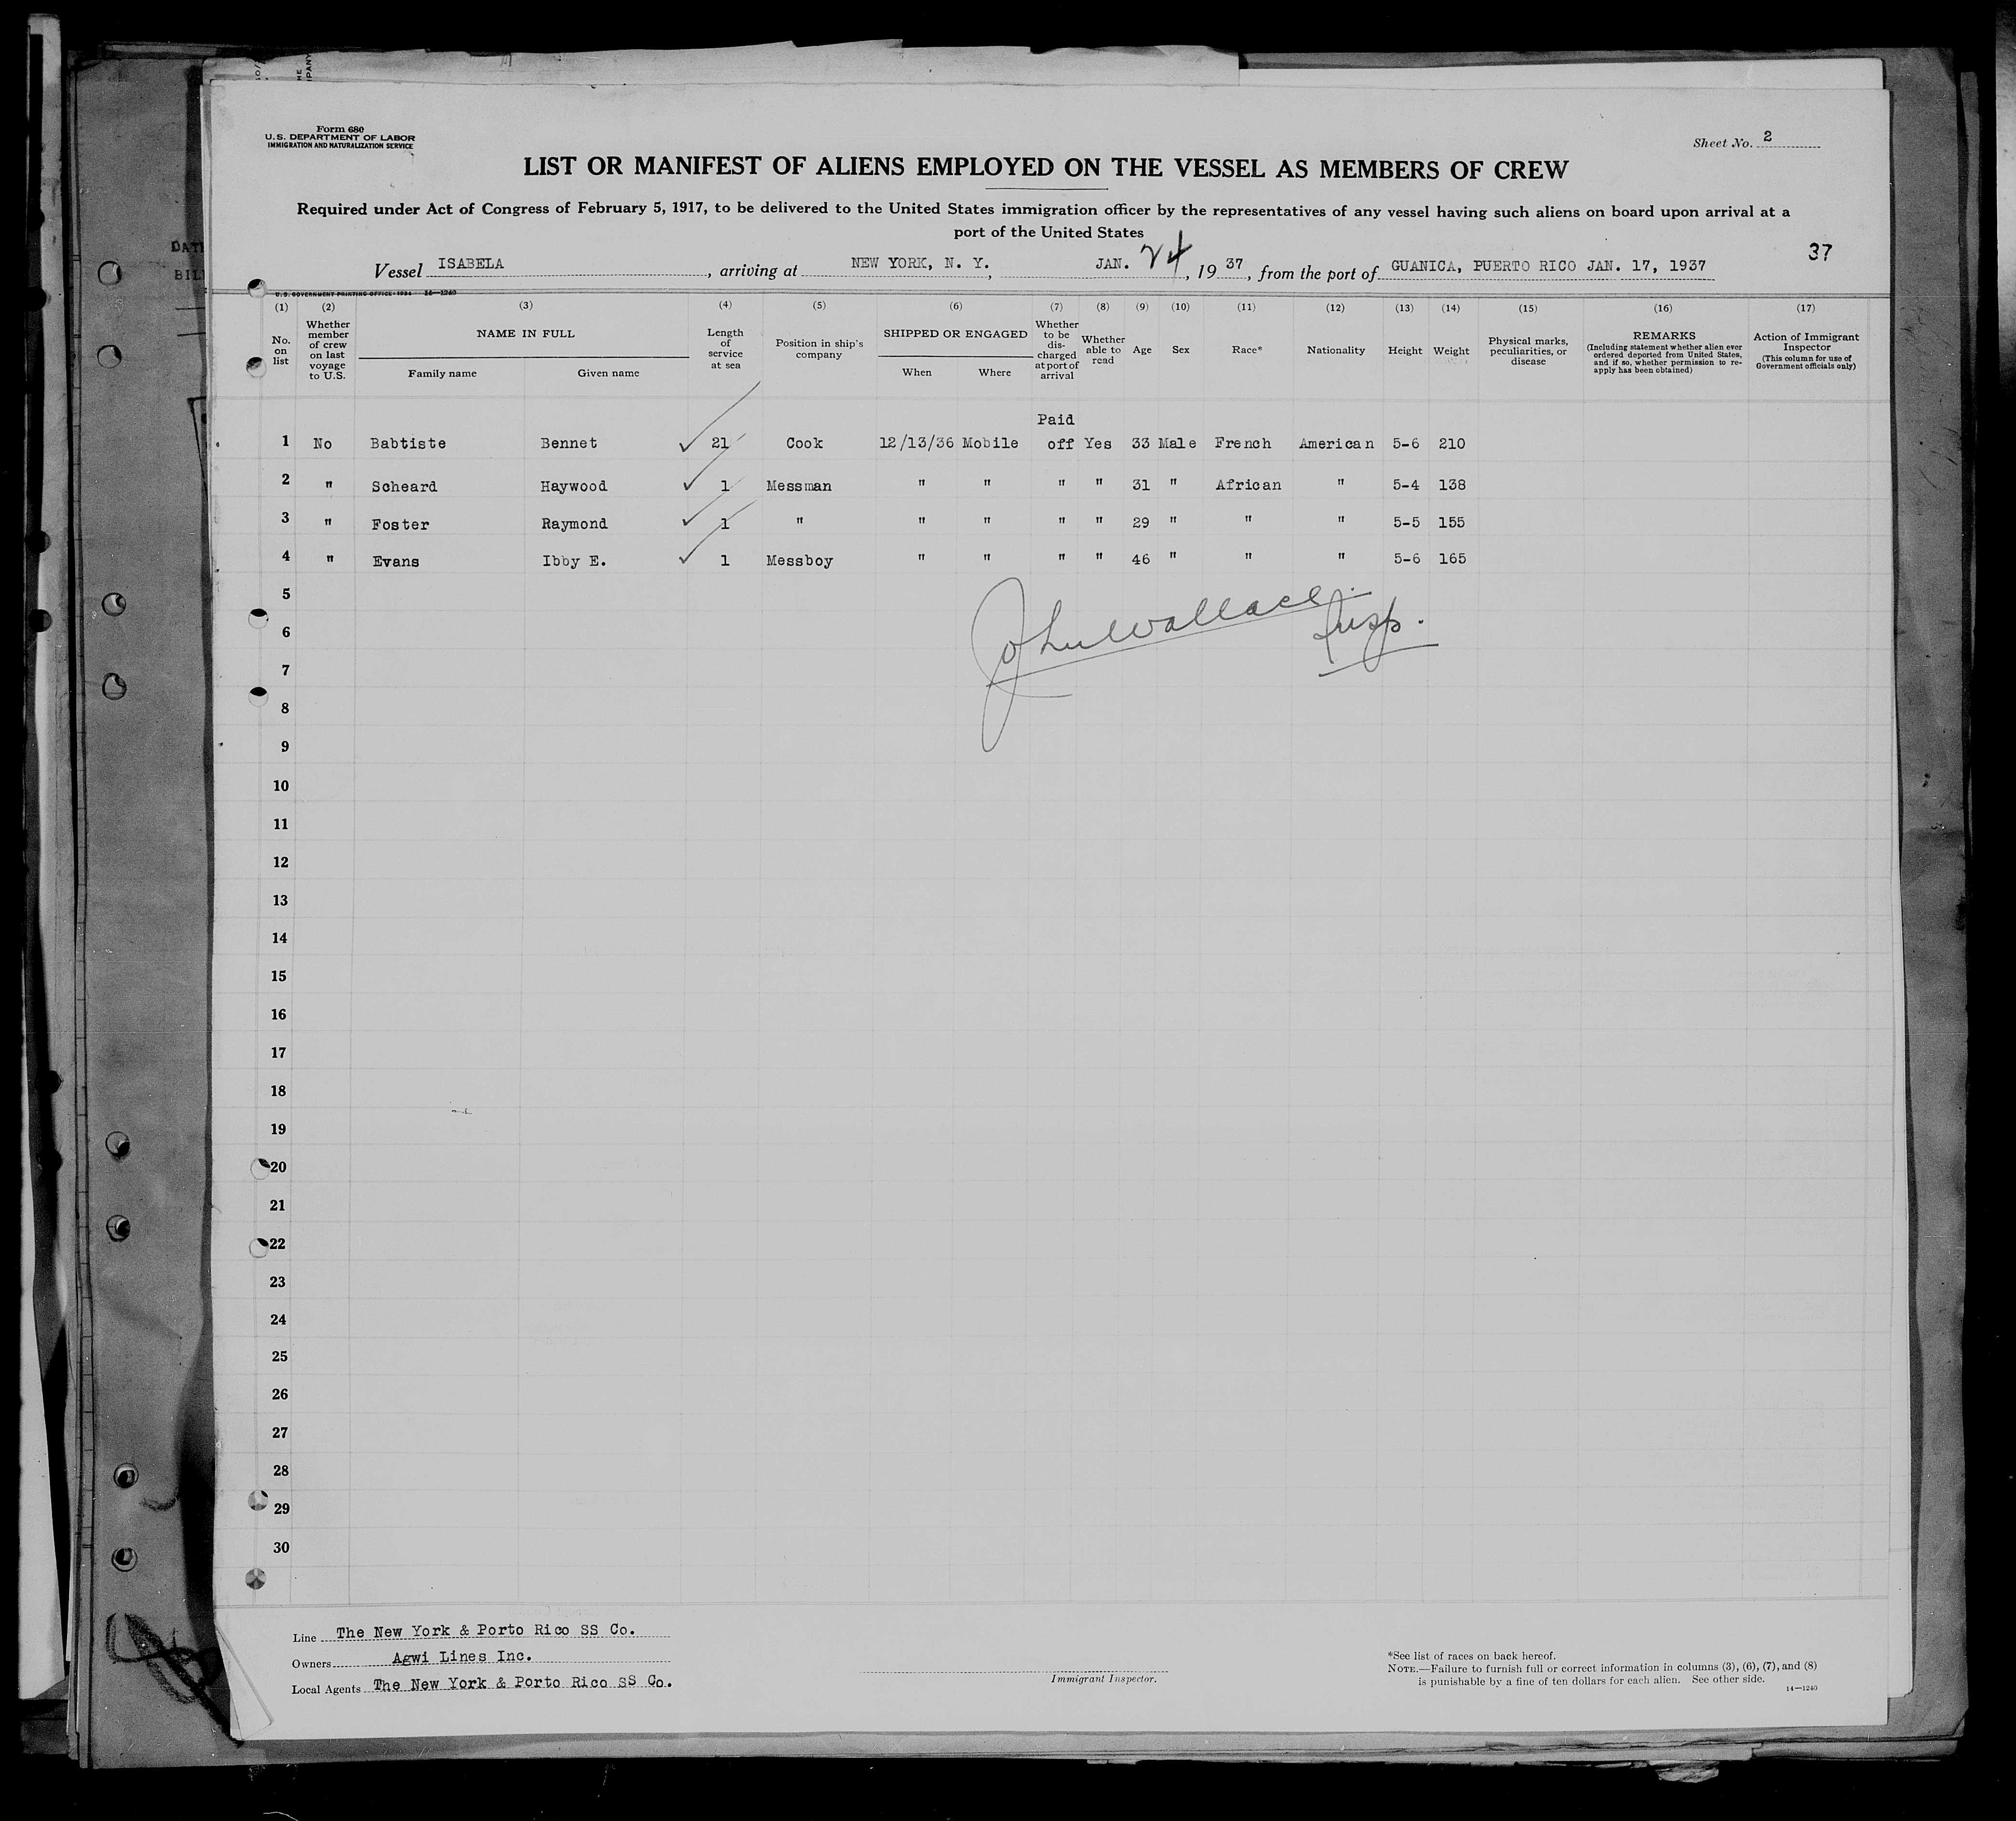 Form 680
U.S. DEPARTMENT OF LABOR
IMMIGRATION AND NATURALIZATION SERVICE
Sheet No. 2
LIST OR MANIFEST OF ALIENS EMPLOYED ON THE VESSEL AS MEMBERS OF CREW
Required under Act of Congress of February 5, 1917, to be delivered to the United States immigration officer by the representatives of any vessel having such aliens on board upon arrival at a
port of the United States
37
Vessel ISABELA, arriving at NEW YORK, N. Y., JAN. 24, 1937, from the port of GUANICA, PUERTO RICO JAN. 17, 1937
U.S. GOVERNMENT PRINTING OFFICE: 1934 14—1240
(1) (2) (3) (4) (5) (6) (7) (8) (9) (10) (11) (12) (13) (14) (15) (16) (17)
No. on list
Whether member of crew on last voyage to U.S.
NAME IN FULL
Family name Given name
Length of service at sea
Position in ship's company
SHIPPED OR ENGAGED
When Where
Whether to be discharged at port of arrival
Whether able to read
Age
Sex
Race*
Nationality
Height
Weight
Physical marks, peculiarities, or disease
REMARKS
(Including statement whether alien ever ordered deported from United States, and if so, whether permission to re-apply has been obtained)
Action of Immigrant Inspector
(This column for use of Government officials only)
Paid
1 No Babtiste Bennet 21 Cook 12/13/36 Mobile off Yes 33 Male French American 5-6 210
2 " Scheard Haywood 1 Messman " " " " 31 " African " 5-4 138
3 " Foster Raymond 1 " " " " " 29 " " " 5-5 155
4 " Evans Ibby E. 1 Messboy " " " " 46 " " " 5-6 165
5
John Wallace
6
Insp.
7
8
9
10
11
12
13
14
15
16
17
18
19
20
21
22
23
24
25
26
27
28
29
30
Line The New York & Porto Rico SS Co.
Owners Agwi Lines Inc.
Local Agents The New York & Porto Rico SS Co.
Immigrant Inspector.
*See list of races on back hereof.
NOTE.—Failure to furnish full or correct information in columns (3), (6), (7), and (8)
is punishable by a fine of ten dollars for each alien. See other side.
14—1240